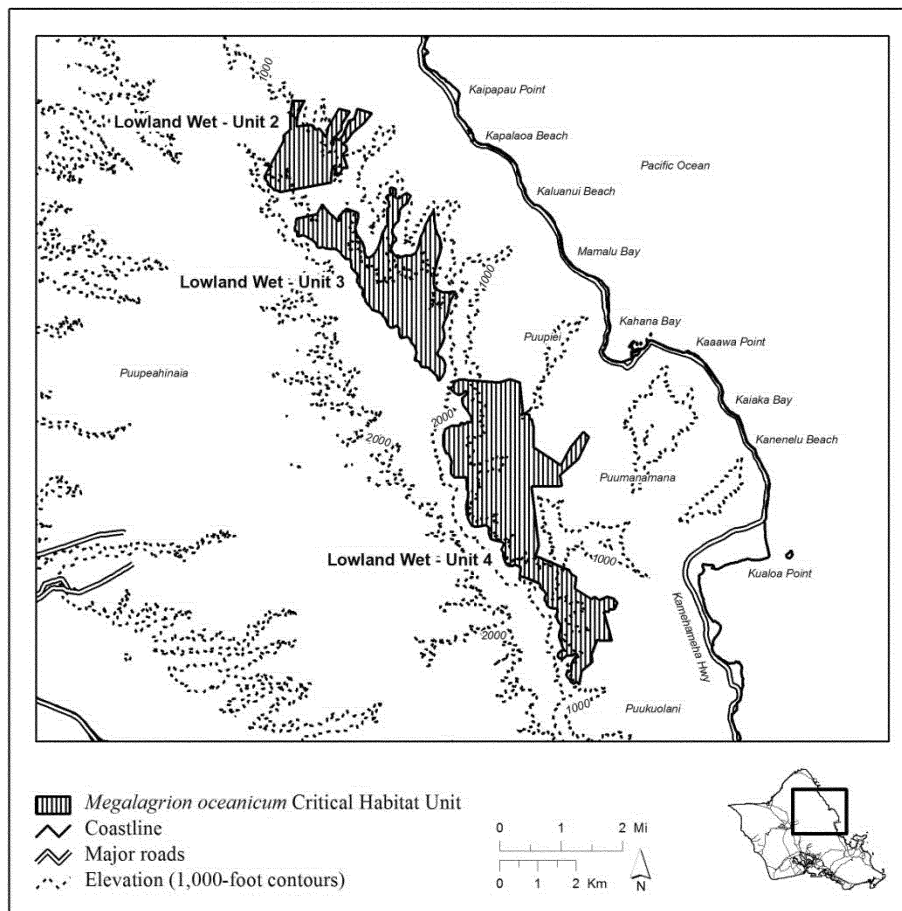 1000
Kaipapau Point
Lowland Wet - Unit 2
Kapalaoa Beach
Pacific Ocean
Kaluanui Beach
Mamalu Bay
Lowland Wet - Unit 3
1000
Kahana Bay
Puupiei
Kaaawa Point
Puupeahinaia
Kaiaka Bay
2000
2000
Kanenelu Beach
Puumanamana
Lowland Wet - Unit 4
1000
Kualoa Point
Kamehameha Hwy
2000
1000
Puukuolani
Megalagrion oceanicum Critical Habitat Unit
Coastline
Major roads
Elevation (1,000-foot contours)
0 1 2 Mi
0 1 2 Km
N